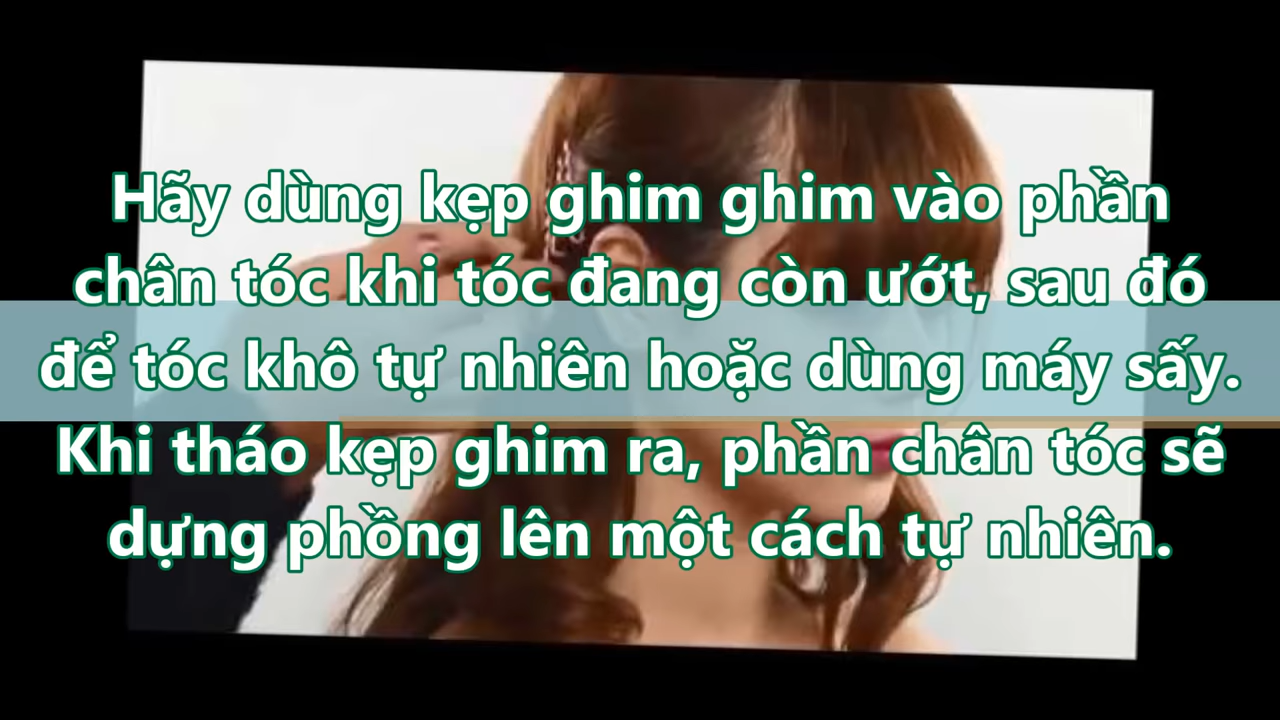 Hãy dùng kẹp ghim ghim vào phần
chân tóc khi tóc đang còn ướt, sau đó
để tóc khô tự nhiên hoặc dùng máy sấy.
Khi tháo kẹp ghim ra, phần chân tóc sẽ
dựng phồng lên một cách tự nhiên.